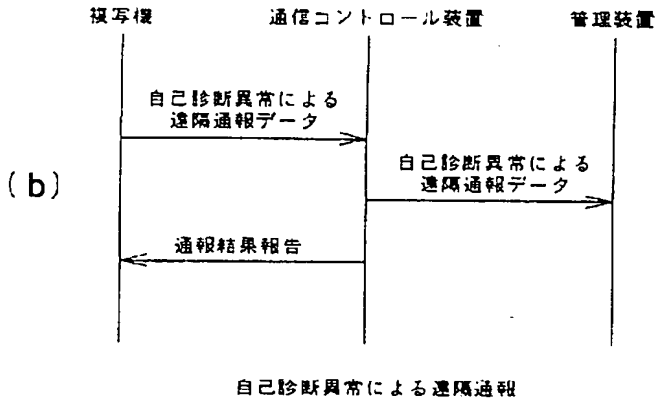 複写機 通信コントロール装置 管理装置
自己診断異常による
遠隔通報データ
自己診断異常による
遠隔通報データ
(b)
通報結果報告
自己診断異常による遠隔通報